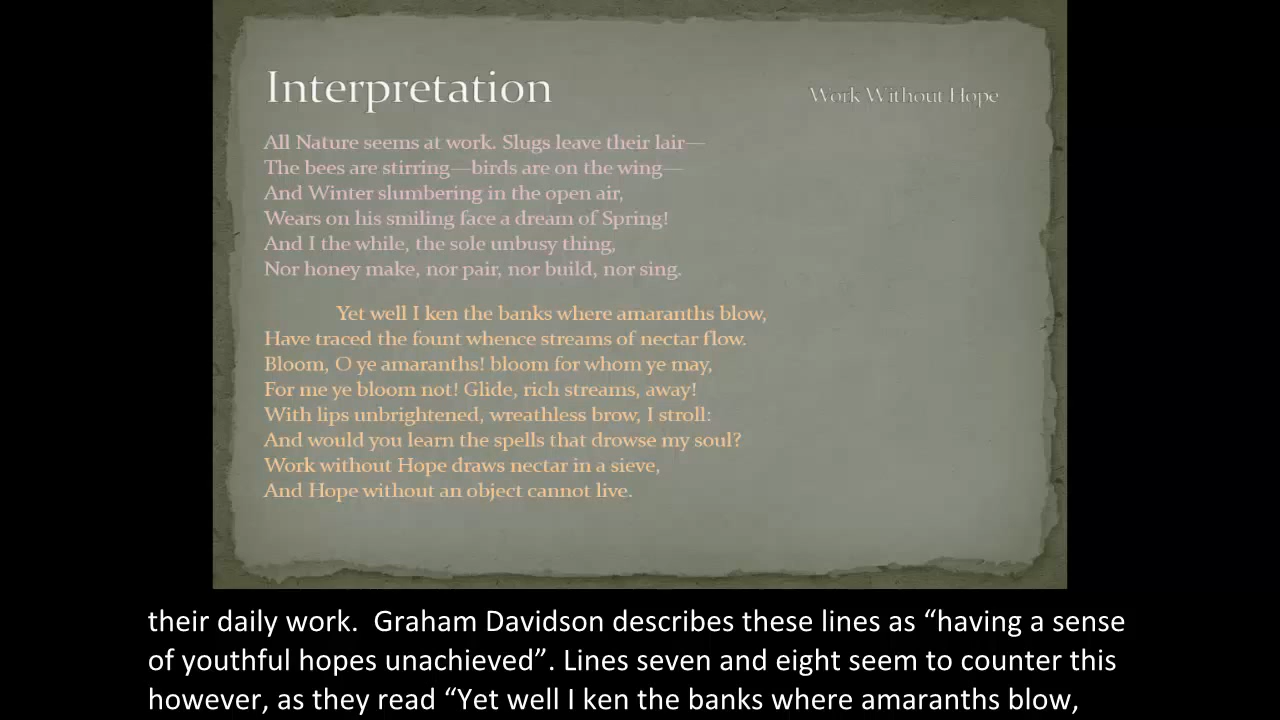 Interpretation
Work Without Hope
All Nature seems at work. Slugs leave their lair—
The bees are stirring—birds are on the wing—
And Winter slumbering in the open air,
Wears on his smiling face a dream of Spring!
And I the while, the sole unbusy thing,
Nor honey make, nor pair, nor build, nor sing.
Yet well I ken the banks where amaranths blow,
Have traced the fount whence streams of nectar flow.
Bloom, O ye amaranths! bloom for whom ye may,
For me ye bloom not! Glide, rich streams, away!
With lips unbrightened, wreathless brow, I stroll:
And would you learn the spells that drowse my soul?
Work without Hope draws nectar in a sieve,
And Hope without an object cannot live.
their daily work.  Graham Davidson describes these lines as “having a sense
of youthful hopes unachieved”. Lines seven and eight seem to counter this
however, as they read “Yet well I ken the banks where amaranths blow,